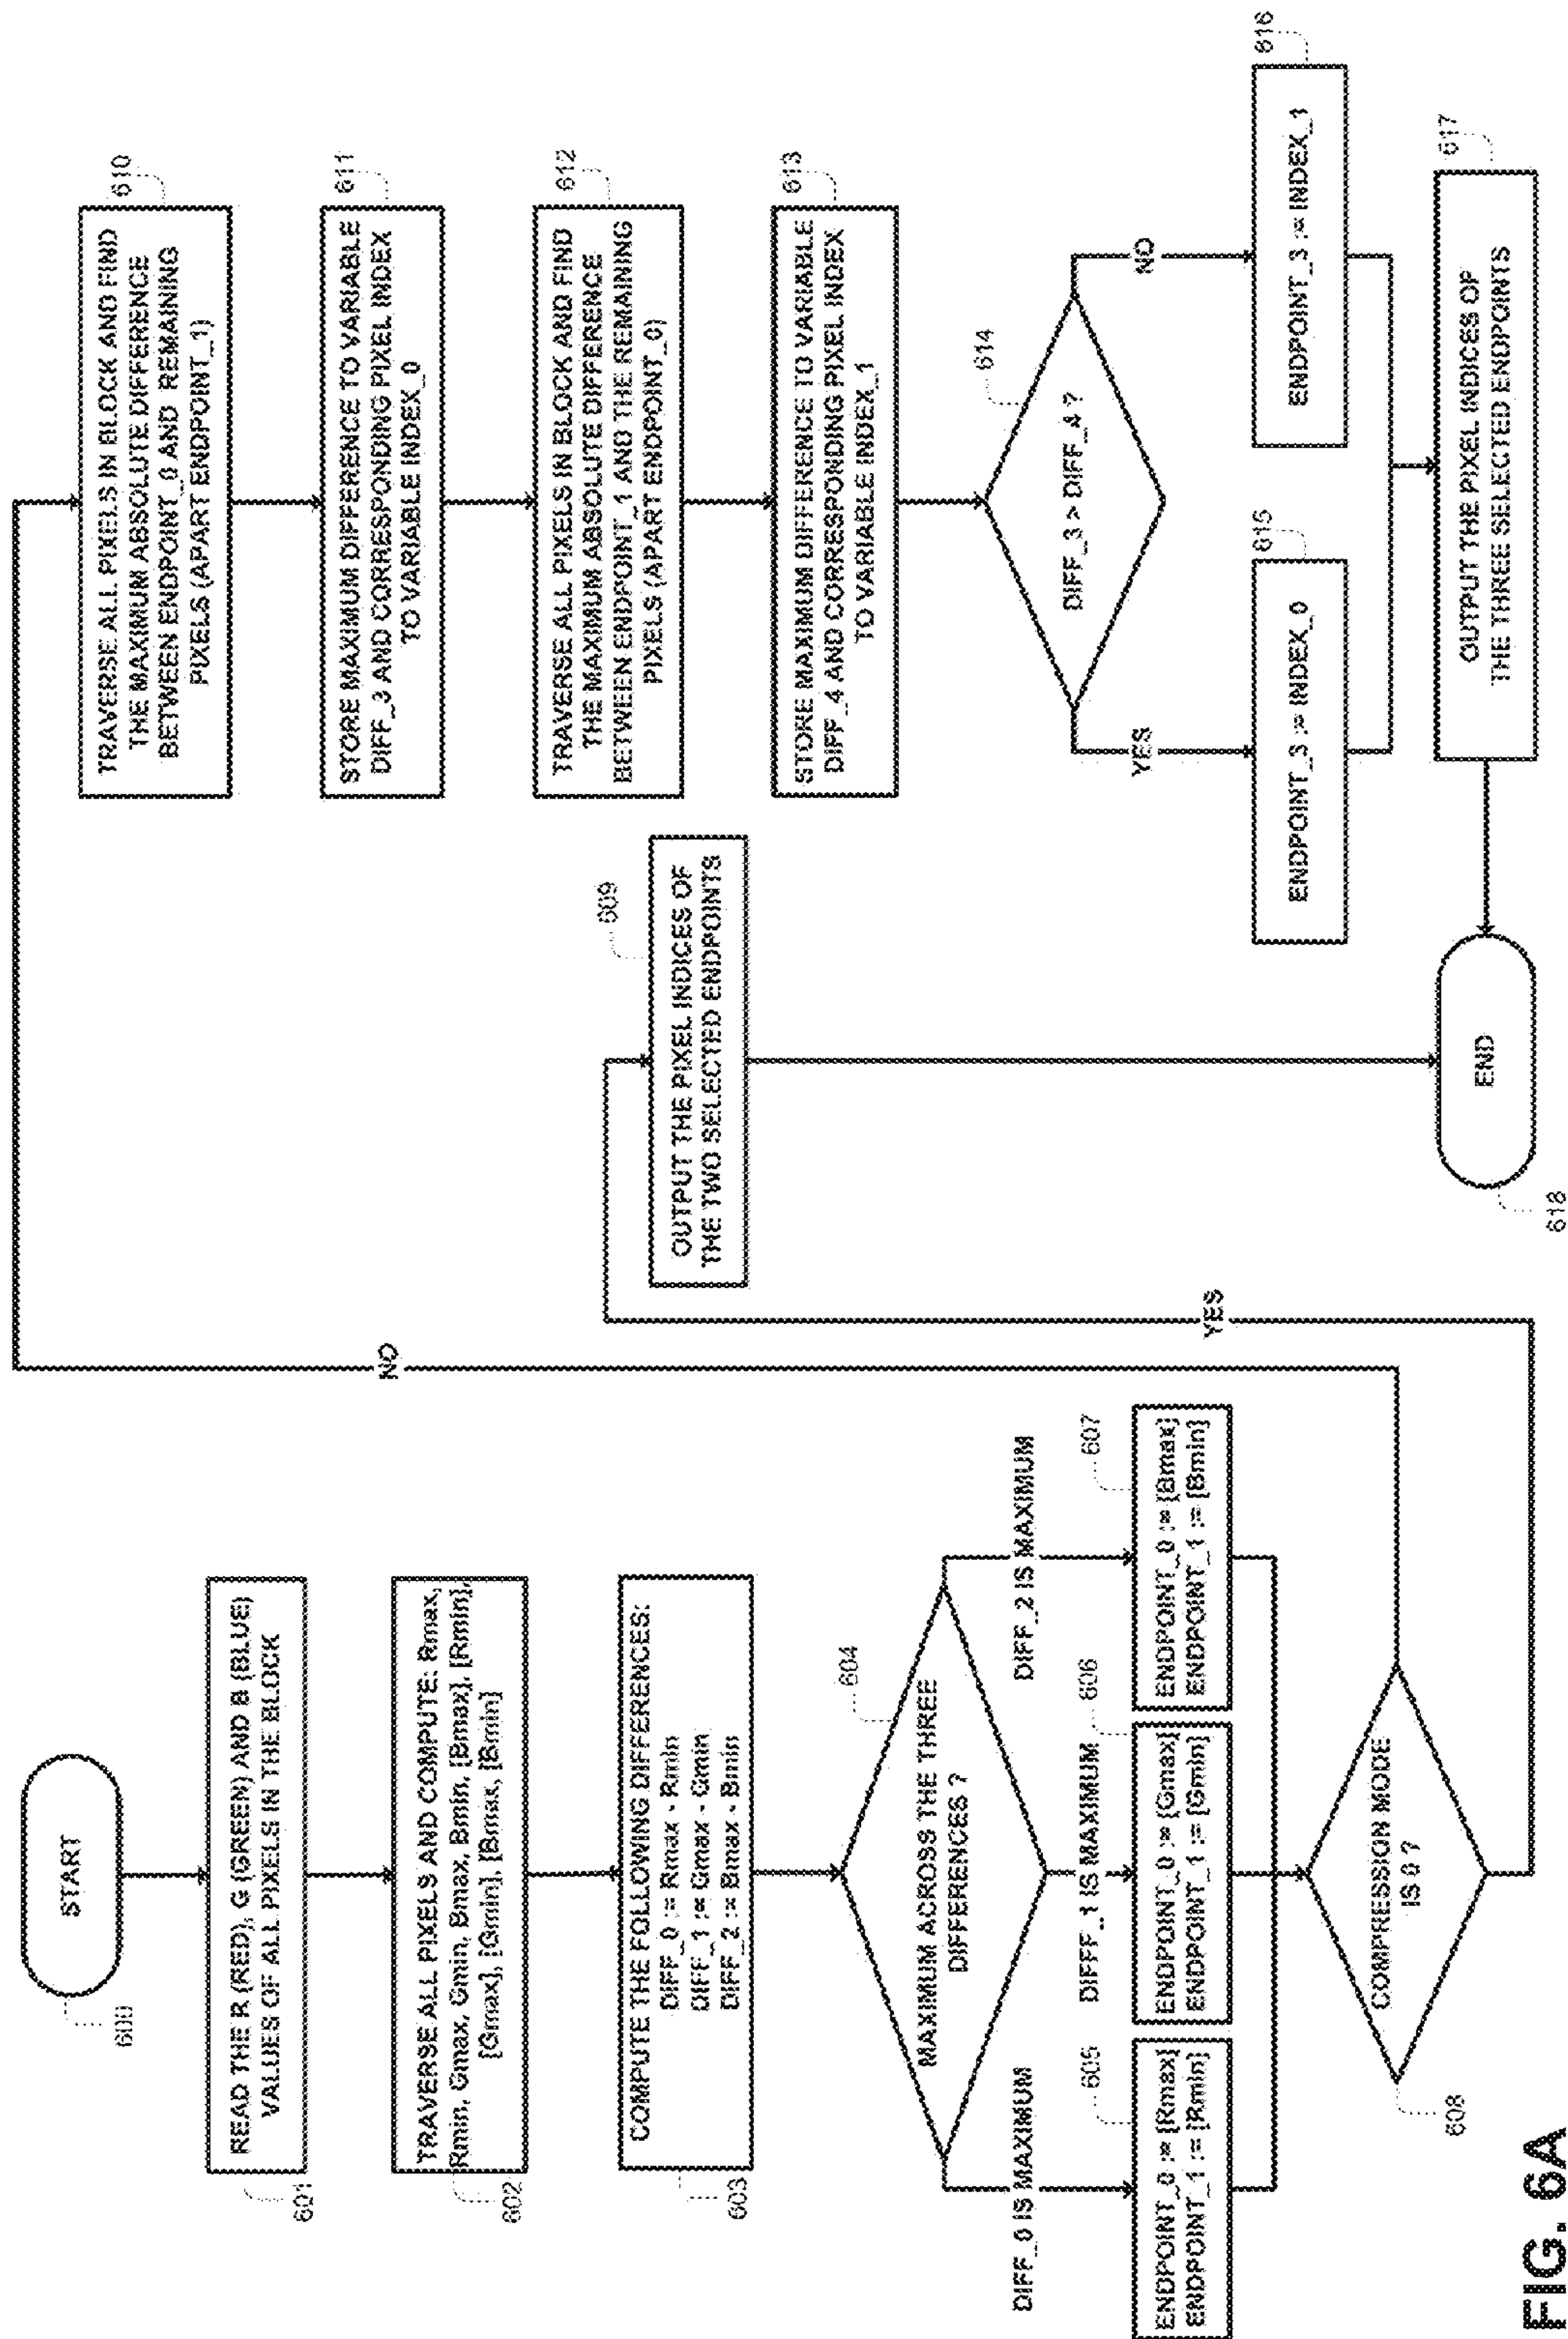 START
600
READ THE R (RED), G (GREEN) AND B (BLUE)
VALUES OF ALL PIXELS IN THE BLOCK
601
TRAVERSE ALL PIXELS AND COMPUTE: Rmax,
Rmin, Gmax, Gmin, Bmax, Bmin, [Rmax], [Rmin],
[Gmax], [Gmin], [Bmax], [Bmin]
602
COMPUTE THE FOLLOWING DIFFERENCES:
DIFF_0 := Rmax - Rmin
DIFF_1 := Gmax - Gmin
DIFF_2 := Bmax - Bmin
603
MAXIMUM ACROSS THE THREE
DIFFERENCES ?
604
DIFF_0 IS MAXIMUM
DIFF_1 IS MAXIMUM
DIFF_2 IS MAXIMUM
605
ENDPOINT_0 := [Rmax]
ENDPOINT_1 := [Rmin]
606
ENDPOINT_0 := [Gmax]
ENDPOINT_1 := [Gmin]
607
ENDPOINT_0 := [Bmax]
ENDPOINT_1 := [Bmin]
COMPRESSION MODE
IS 0 ?
608
NO
YES
609
OUTPUT THE PIXEL INDICES OF
THE TWO SELECTED ENDPOINTS
610
TRAVERSE ALL PIXELS IN BLOCK AND FIND
THE MAXIMUM ABSOLUTE DIFFERENCE
BETWEEN ENDPOINT_0 AND REMAINING
PIXELS (APART ENDPOINT_1)
611
STORE MAXIMUM DIFFERENCE TO VARIABLE
DIFF_3 AND CORRESPONDING PIXEL INDEX
TO VARIABLE INDEX_0
612
TRAVERSE ALL PIXELS IN BLOCK AND FIND
THE MAXIMUM ABSOLUTE DIFFERENCE
BETWEEN ENDPOINT_1 AND THE REMAINING
PIXELS (APART ENDPOINT_0)
613
STORE MAXIMUM DIFFERENCE TO VARIABLE
DIFF_4 AND CORRESPONDING PIXEL INDEX
TO VARIABLE INDEX_1
614
DIFF_3 > DIFF_4 ?
YES
NO
615
ENDPOINT_3 := INDEX_0
616
ENDPOINT_3 := INDEX_1
617
OUTPUT THE PIXEL INDICES OF
THE THREE SELECTED ENDPOINTS
END
618
FIG. 6A